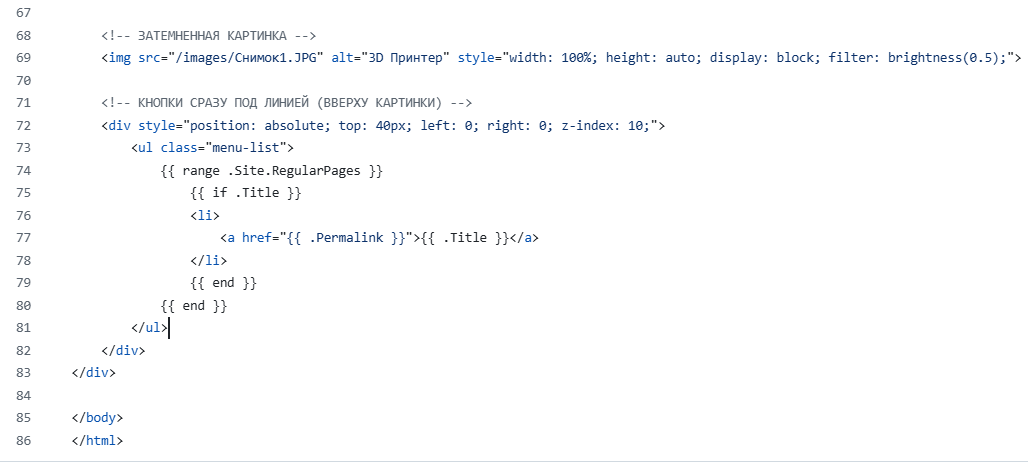 67
68 <!-- ЗАТЕМНЕННАЯ КАРТИНКА -->
69 <img src="/images/Снимок1.JPG" alt="3D Принтер" style="width: 100%; height: auto; display: block; filter: brightness(0.5);">
70
71 <!-- КНОПКИ СРАЗУ ПОД ЛИНИЕЙ (ВВЕРХУ КАРТИНКИ) -->
72 <div style="position: absolute; top: 40px; left: 0; right: 0; z-index: 10;">
73 <ul class="menu-list">
74 {{ range .Site.RegularPages }}
75 {{ if .Title }}
76 <li>
77 <a href="{{ .Permalink }}">{{ .Title }}</a>
78 </li>
79 {{ end }}
80 {{ end }}
81 </ul>
82 </div>
83 </div>
84
85 </body>
86 </html>